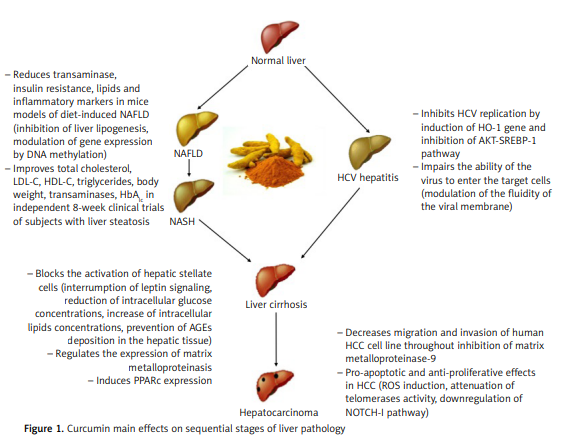 Normal liver
– Reduces transaminase,
insulin resistance, lipids and
inflammatory markers in mice
models of diet-induced NAFLD
(inhibition of liver lipogenesis,
modulation of gene expression
by DNA methylation)
– Improves total cholesterol,
LDL-C, HDL-C, triglycerides, body
weight, transaminases, HbA1c in
independent 8-week clinical trials
of subjects with liver steatosis
NAFLD
NASH
HCV hepatitis
– Inhibits HCV replication by
induction of HO-1 gene and
inhibition of AKT-SREBP-1
pathway
– Impairs the ability of the
virus to enter the target cells
(modulation of the fluidity of
the viral membrane)
– Blocks the activation of hepatic stellate
cells (interruption of leptin signaling,
reduction of intracellular glucose
concentrations, increase of intracellular
lipids concentrations, prevention of AGEs
deposition in the hepatic tissue)
– Regulates the expression of matrix
metalloproteinasis
– Induces PPARc expression
Liver cirrhosis
– Decreases migration and invasion of human
HCC cell line throughout inhibition of matrix
metalloproteinase-9
– Pro-apoptotic and anti-proliferative effects
in HCC (ROS induction, attenuation of
telomerases activity, downregulation of
NOTCH-I pathway)
Hepatocarcinoma
Figure 1. Curcumin main effects on sequential stages of liver pathology